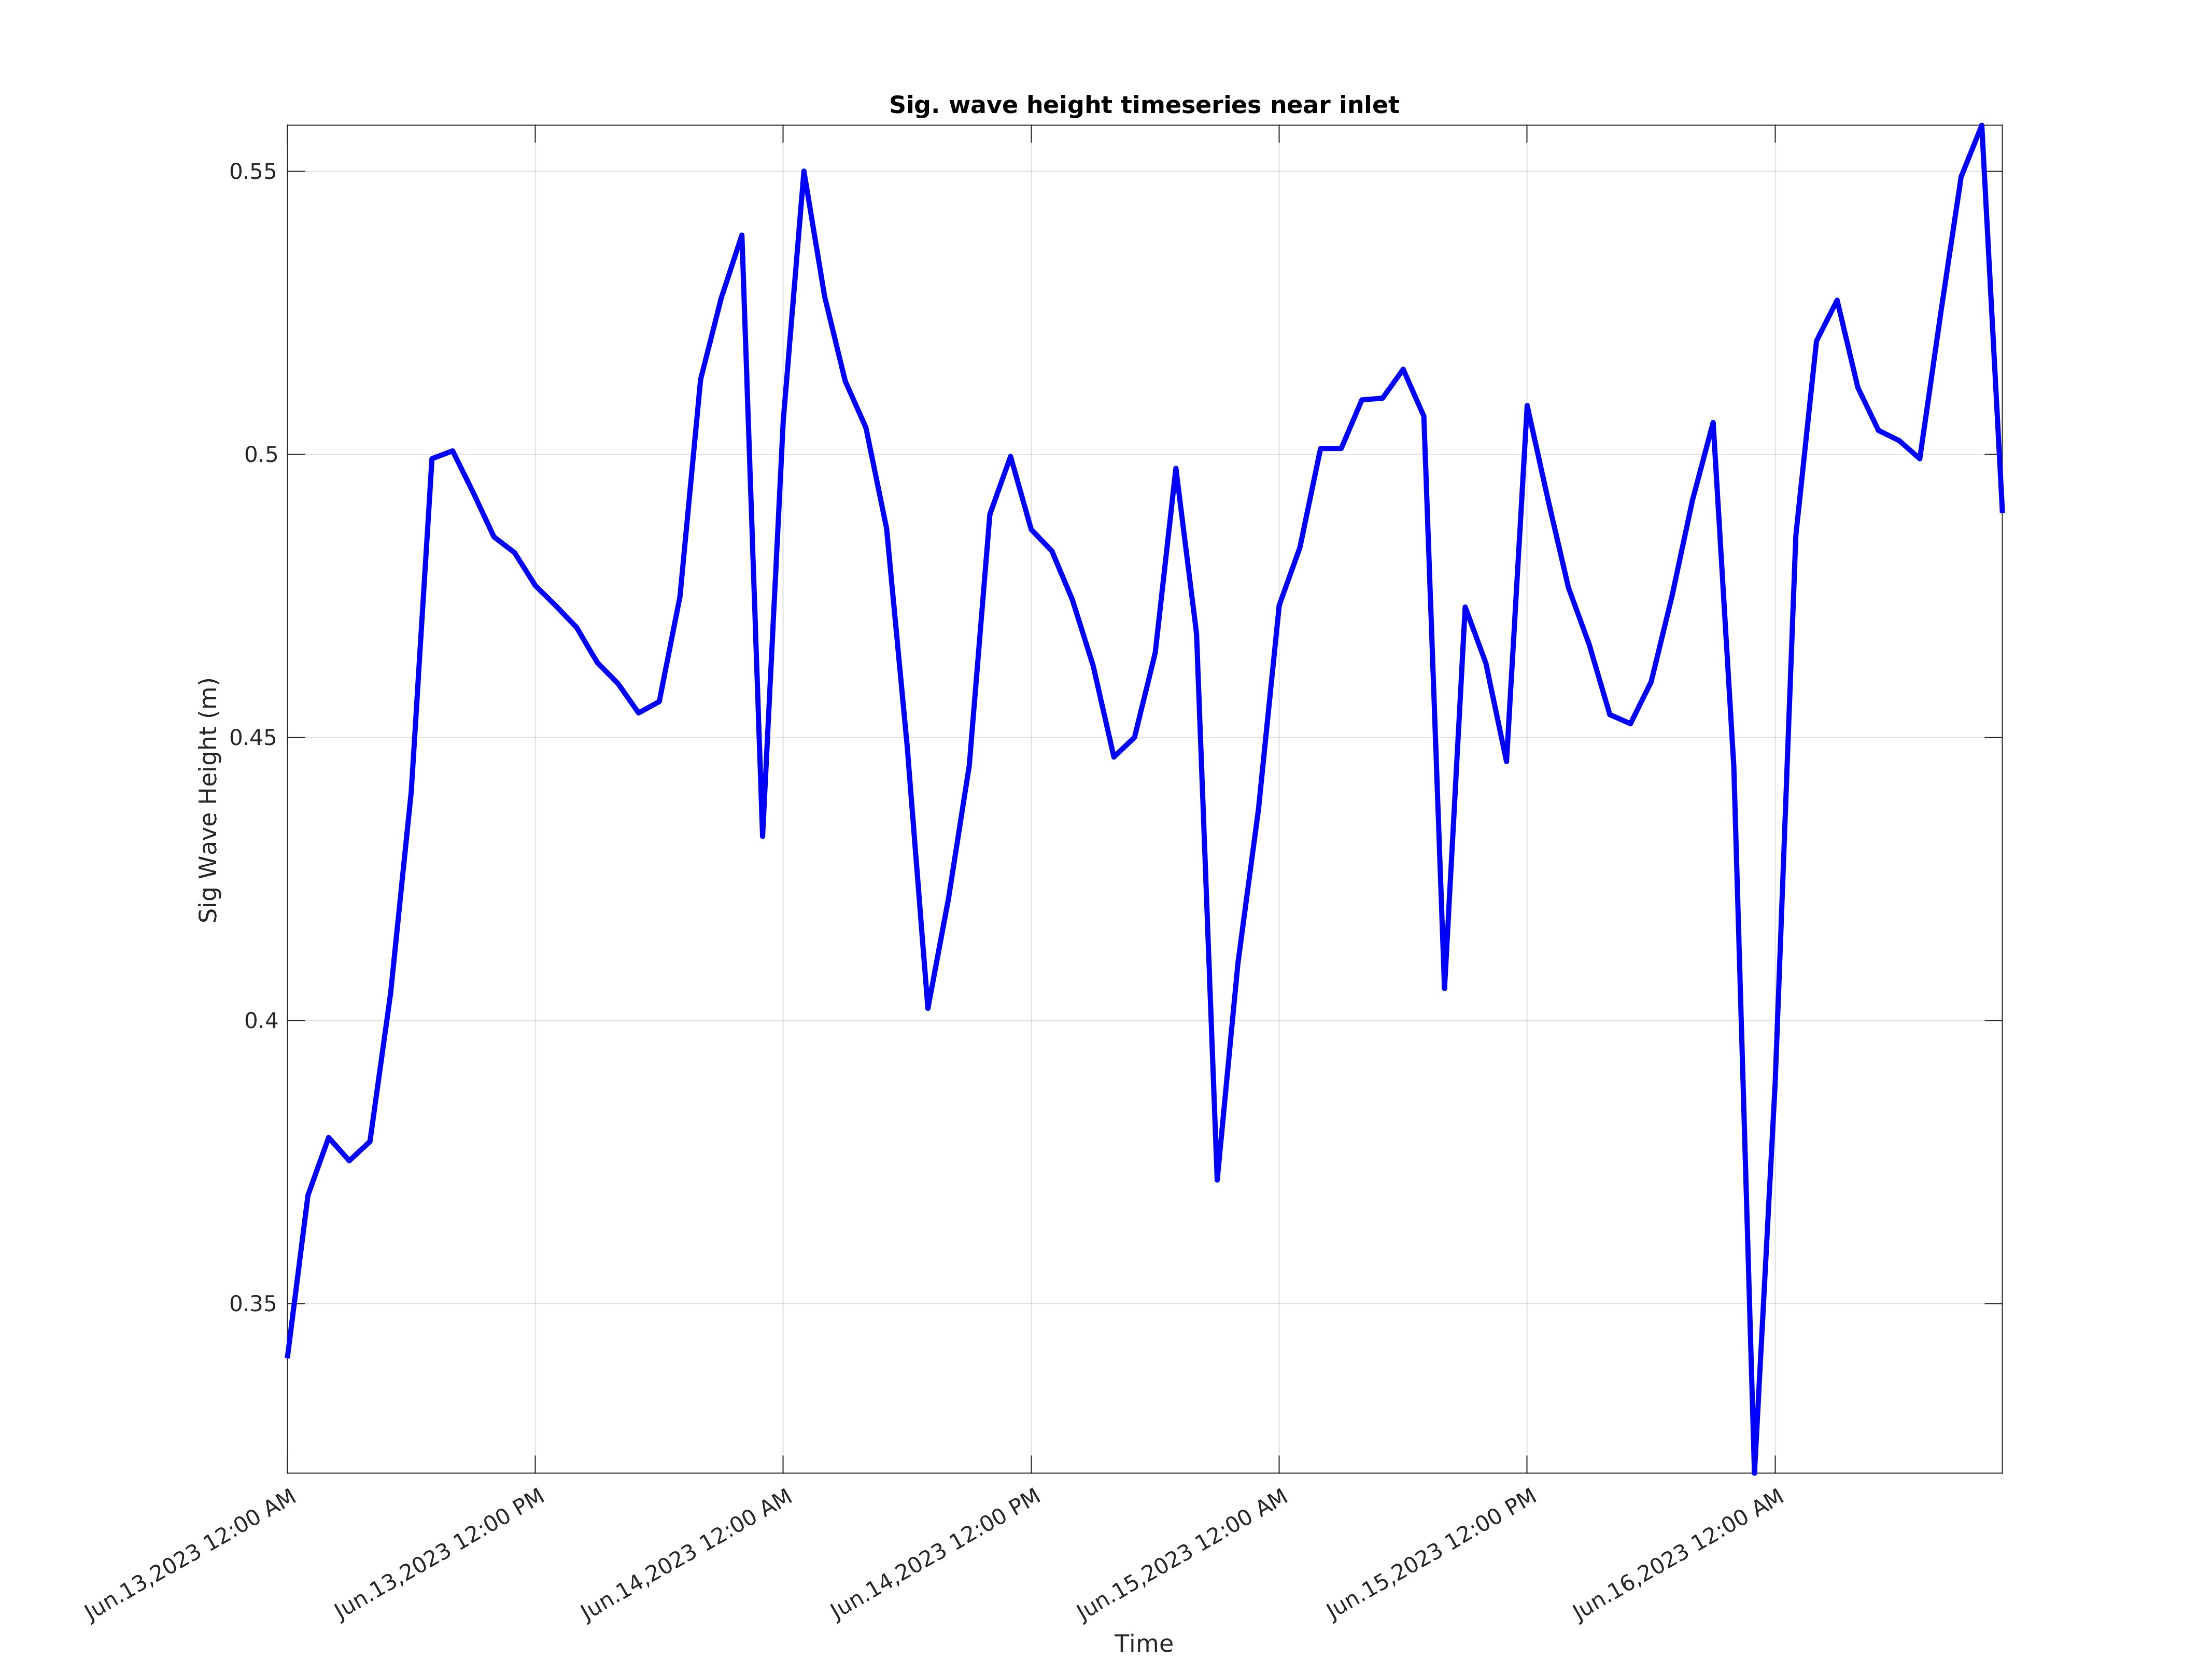 Sig. wave height timeseries near inlet
0.55
0.5
0.45
0.4
0.35
Sig Wave Height (m)
Jun.13,2023 12:00 AM
Jun.13,2023 12:00 PM
Jun.14,2023 12:00 AM
Jun.14,2023 12:00 PM
Jun.15,2023 12:00 AM
Jun.15,2023 12:00 PM
Jun.16,2023 12:00 AM
Time